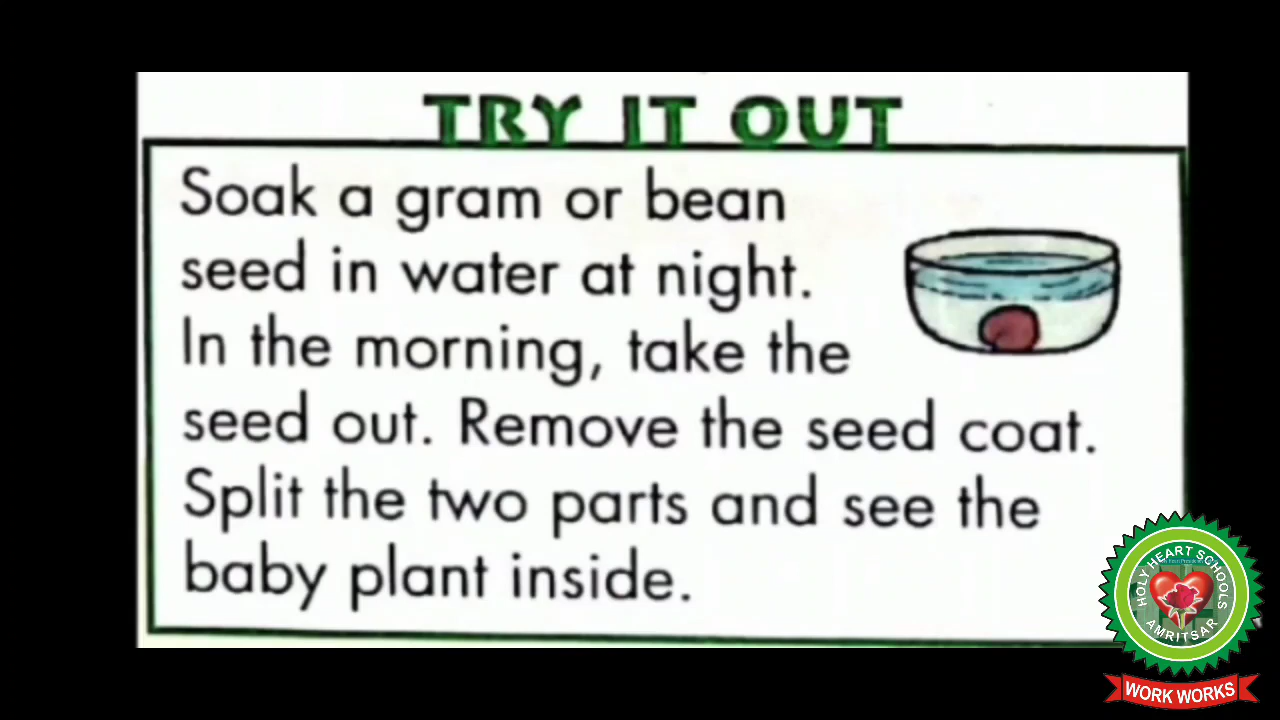 TRY IT OUT
Soak a gram or bean
seed in water at night.
In the morning, take the
seed out. Remove the seed coat.
Split the two parts and see the
baby plant inside.
HOLY HEART SCHOOLS
AMRITSAR
WORK WORKS